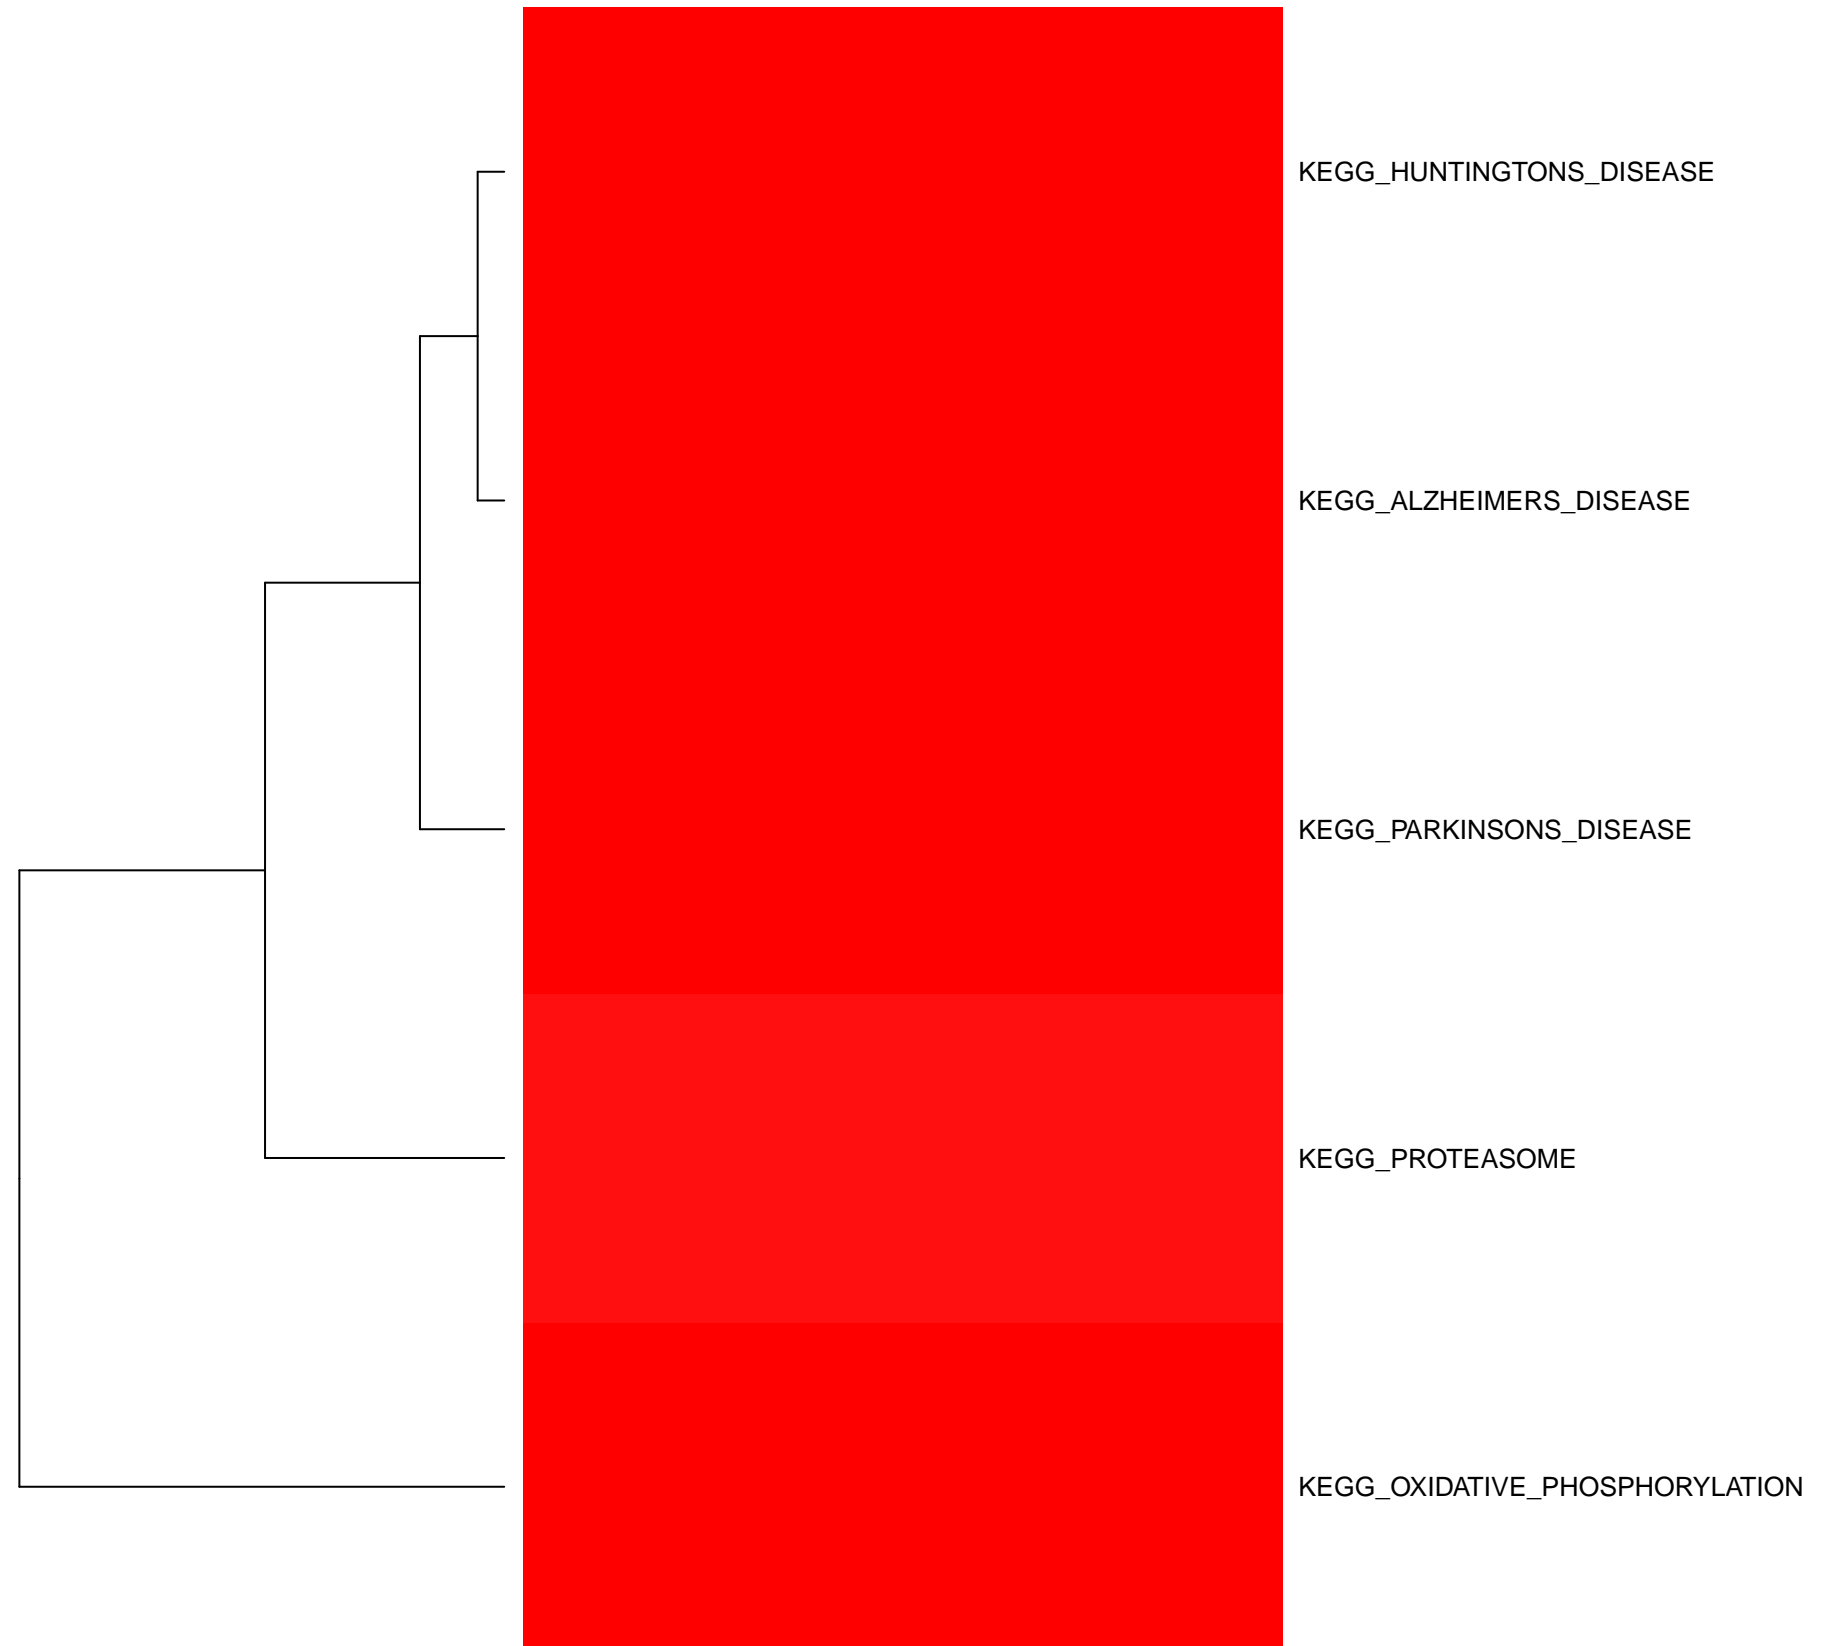 KEGG_HUNTINGTONS_DISEASE
KEGG_ALZHEIMERS_DISEASE
KEGG_PARKINSONS_DISEASE
KEGG_PROTEASOME
KEGG_OXIDATIVE_PHOSPHORYLATION